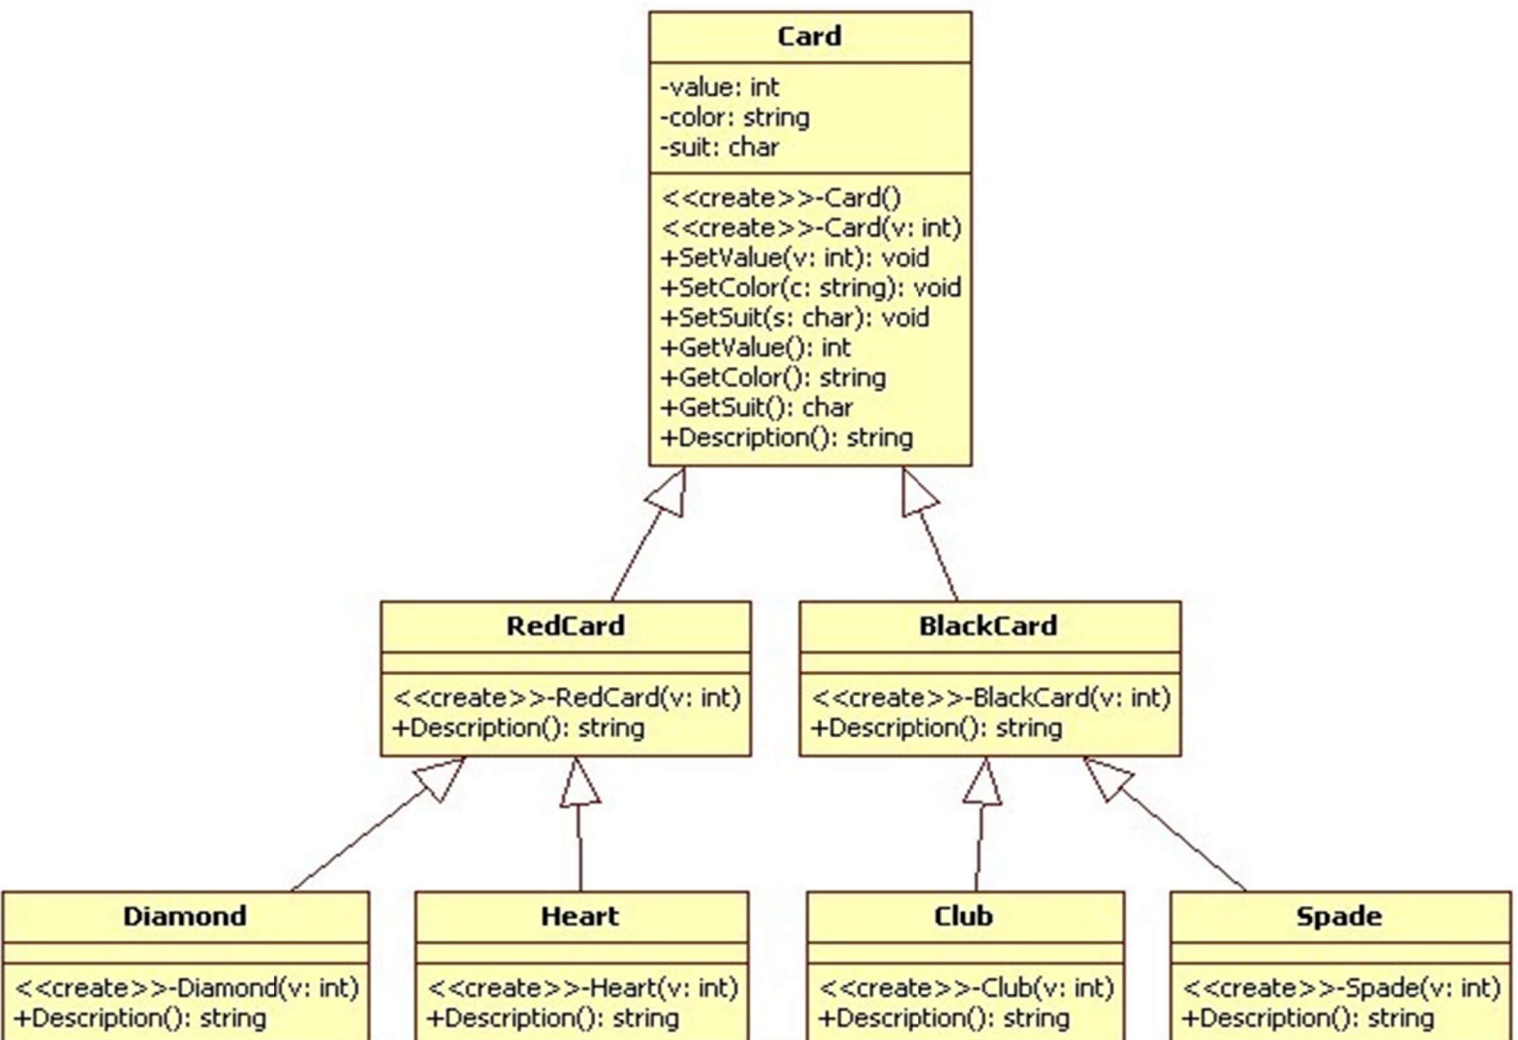 Card
-value: int
-color: string
-suit: char
<<create>>-Card()
<<create>>-Card(v: int)
+SetValue(v: int): void
+SetColor(c: string): void
+SetSuit(s: char): void
+GetValue(): int
+GetColor(): string
+GetSuit(): char
+Description(): string
RedCard
<<create>>-RedCard(v: int)
+Description(): string
BlackCard
<<create>>-BlackCard(v: int)
+Description(): string
Diamond
<<create>>-Diamond(v: int)
+Description(): string
Heart
<<create>>-Heart(v: int)
+Description(): string
Club
<<create>>-Club(v: int)
+Description(): string
Spade
<<create>>-Spade(v: int)
+Description(): string